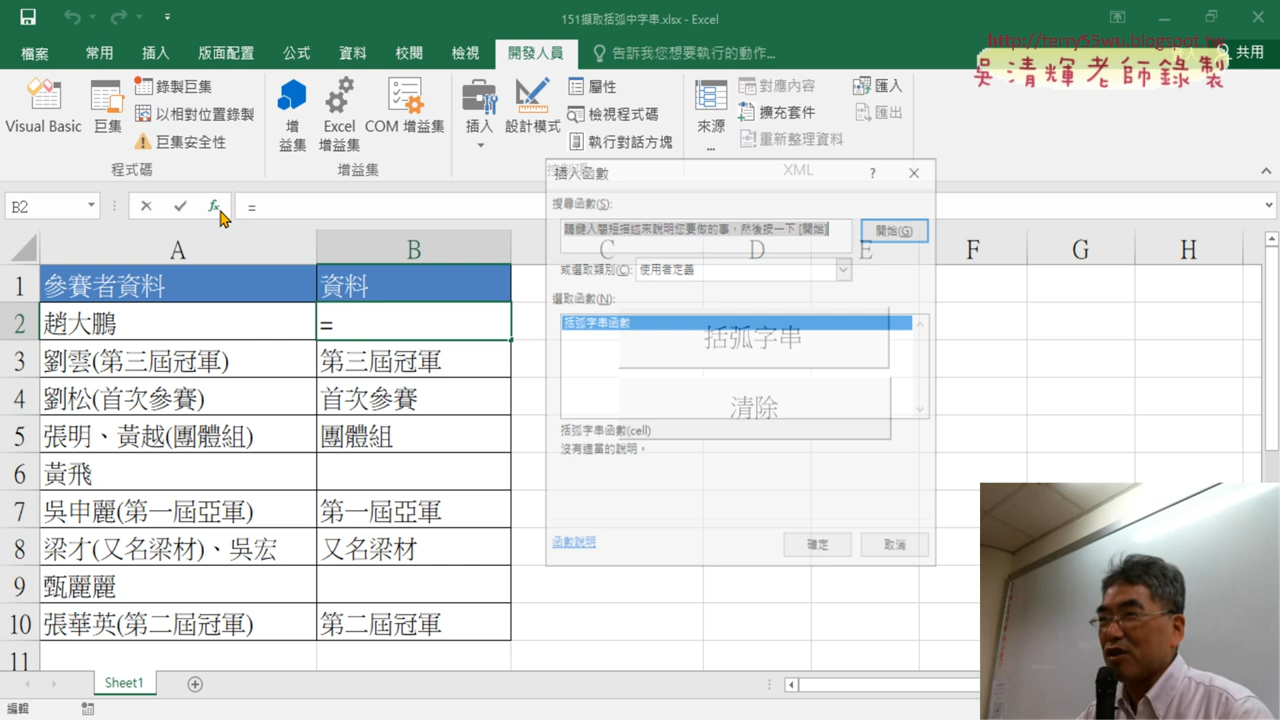 151擷取括弧中字串.xlsx - Excel
http://terry55wu.blogspot.tw
吳清輝老師錄製
檔案 常用 插入 版面配置 公式 資料 校閱 檢視 開發人員 告訴我您想要執行的動作... 共用
Visual Basic
巨集
錄製巨集
以相對位置錄製
巨集安全性
程式碼
增
益集
Excel
增益集
COM 增益集
增益集
插入
設計模式
屬性
檢視程式碼
執行對話方塊
來源
...
對應內容
擴充套件
重新整理資料
匯入
匯出
XML
B2
fx
=
插入函數 ? ×
搜尋函數(S):
請鍵入簡短描述來說明您要做的事，然後按一下 [開始]
開始(G)
或選取類別(C): 使用者定義
選取函數(N):
括弧字串函數
括弧字串
清除
括弧字串函數(cell)
沒有適當的說明。
函數說明
確定 取消
A B C D E F G H
1 參賽者資料 資料
2 趙大鵬 =
3 劉雲(第三屆冠軍) 第三屆冠軍
4 劉松(首次參賽) 首次參賽
5 張明、黃越(團體組) 團體組
6 黃飛
7 吳申麗(第一屆亞軍) 第一屆亞軍
8 梁才(又名梁材)、吳宏 又名梁材
9 甄麗麗
10 張華英(第二屆冠軍) 第二屆冠軍
11
Sheet1
編輯